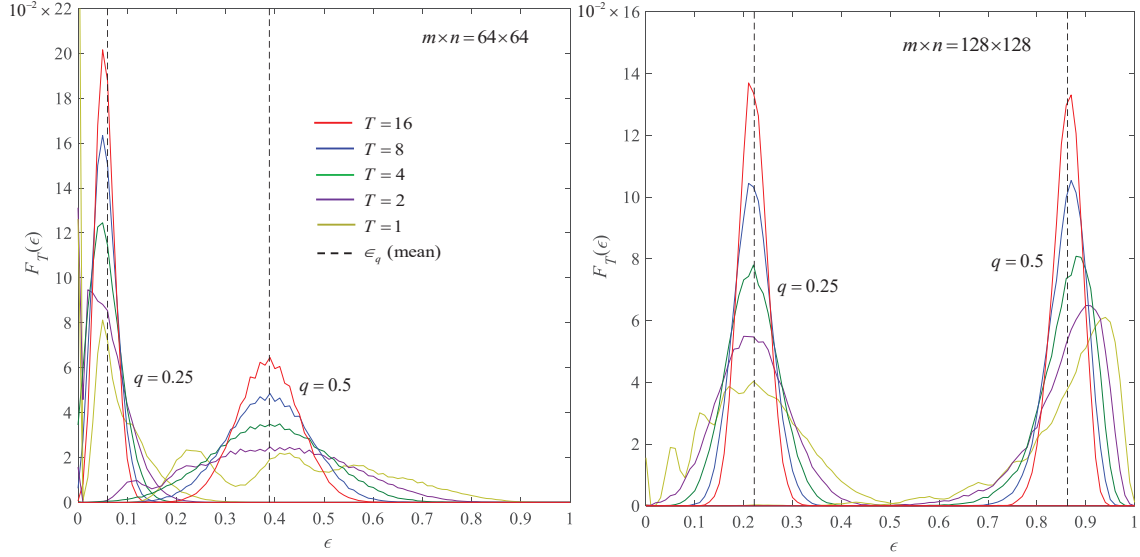 10⁻² × 22
20
18
16
14
12
10
8
6
4
2
0
F_T(ϵ)
0 0.1 0.2 0.3 0.4 0.5 0.6 0.7 0.8 0.9 1
ϵ
m×n=64×64
T=16
T=8
T=4
T=2
T=1
ϵ_q (mean)
q=0.25
q=0.5
10⁻² × 16
14
12
10
8
6
4
2
0
F_T(ϵ)
0 0.1 0.2 0.3 0.4 0.5 0.6 0.7 0.8 0.9 1
ϵ
m×n=128×128
q=0.5
q=0.25